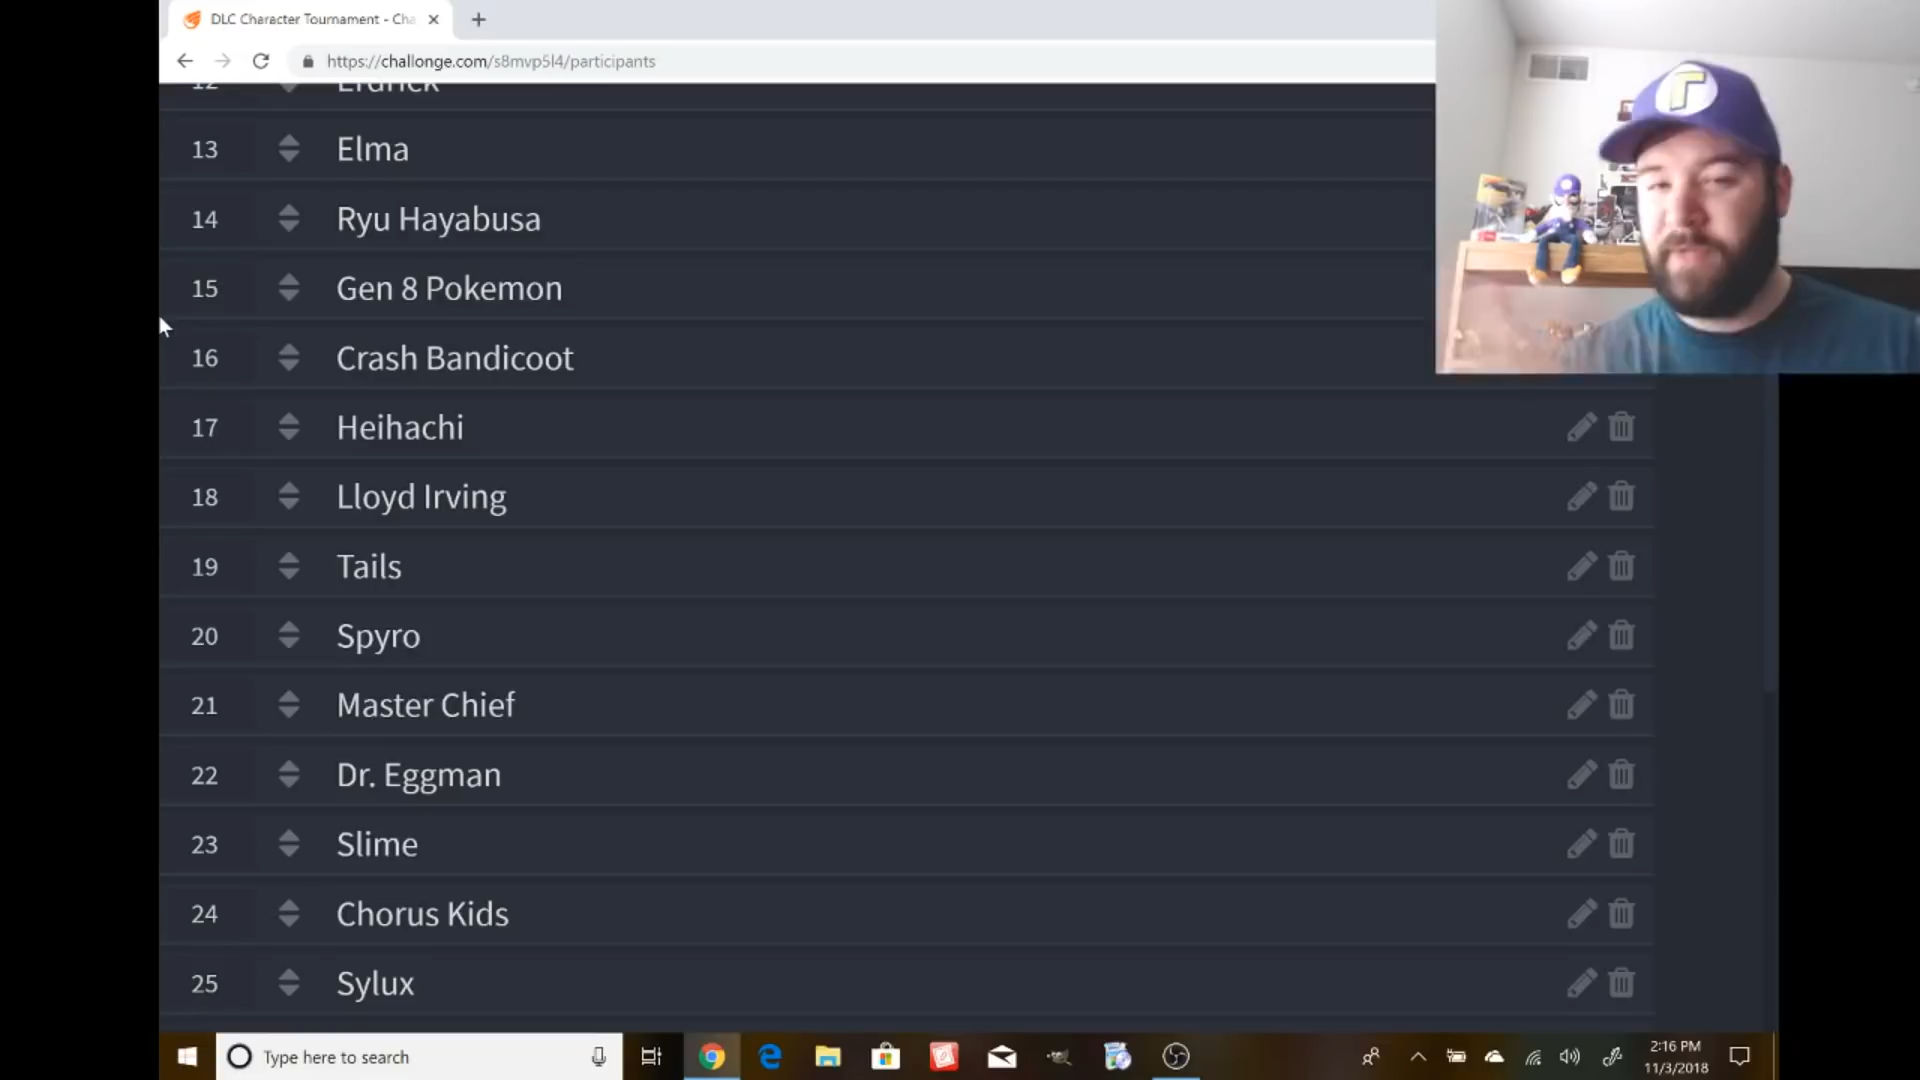 DLC Character Tournament - Cha
https://challonge.com/s8mvp5l4/participants
12 Erdrick
13 Elma
14 Ryu Hayabusa
15 Gen 8 Pokemon
16 Crash Bandicoot
17 Heihachi
18 Lloyd Irving
19 Tails
20 Spyro
21 Master Chief
22 Dr. Eggman
23 Slime
24 Chorus Kids
25 Sylux
Type here to search
2:16 PM
11/3/2018